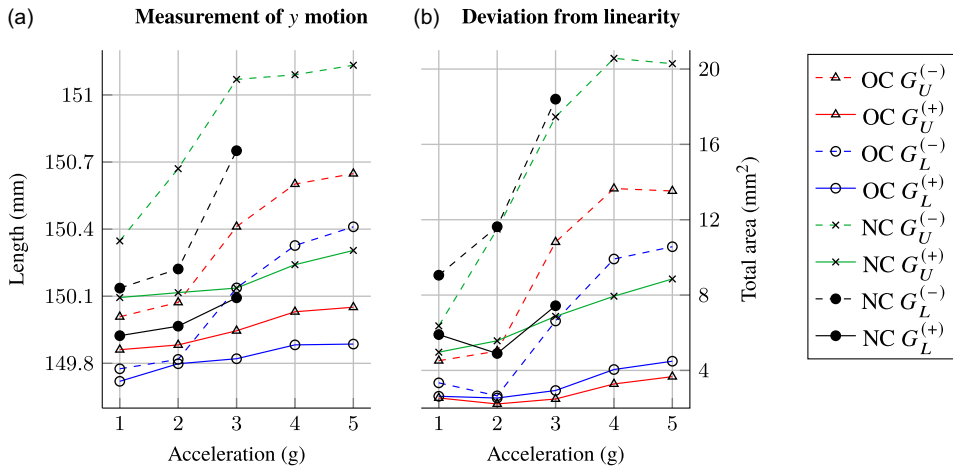 (a) Measurement of y motion
Length (mm)
151
150.7
150.4
150.1
149.8
1 2 3 4 5
Acceleration (g)
(b) Deviation from linearity
Total area (mm²)
20
16
12
8
4
1 2 3 4 5
Acceleration (g)
OC G_U^(−)
OC G_U^(+)
OC G_L^(−)
OC G_L^(+)
NC G_U^(−)
NC G_U^(+)
NC G_L^(−)
NC G_L^(+)